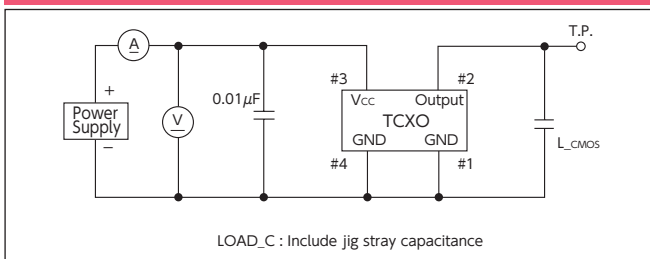 T.P.
A
#3
#2
+
0.01μF
Vcc
Output
Power
Supply
V
TCXO
−
GND
GND
L_CMOS
#4
#1
LOAD_C : Include jig stray capacitance